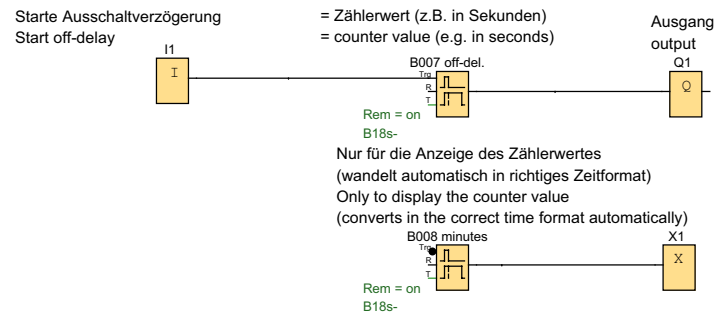 Starte Ausschaltverzögerung
Start off-delay
= Zählerwert (z.B. in Sekunden)
= counter value (e.g. in seconds)
Ausgang
output
I1
I
B007 off-del.
Trg
R
T
Rem = on
B18s-
Q1
Q
Nur für die Anzeige des Zählerwertes
(wandelt automatisch in richtiges Zeitformat)
Only to display the counter value
(converts in the correct time format automatically)
B008 minutes
Trg
R
T
Rem = on
B18s-
X1
X